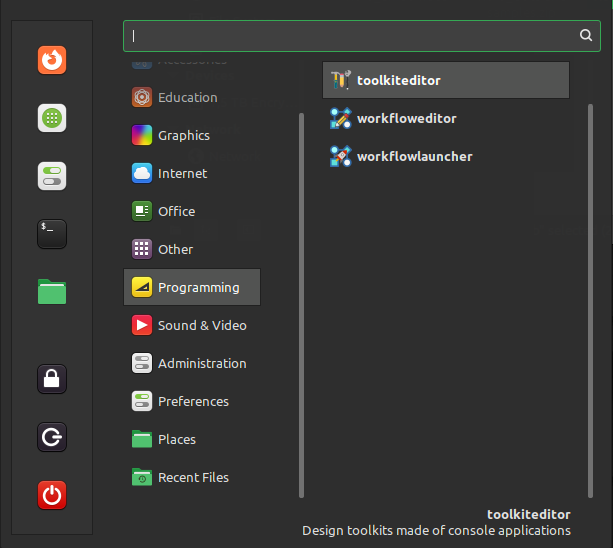 Accessories
Education
Graphics
Internet
Office
Other
Programming
Sound & Video
Administration
Preferences
Places
Recent Files
toolkiteditor
workfloweditor
workflowlauncher
$_
toolkiteditor
Design toolkits made of console applications